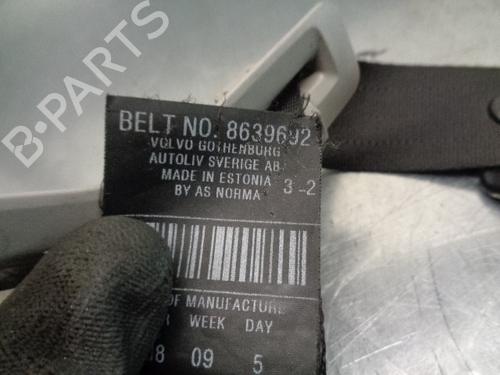 BELT NO. 8639692
VOLVO GOTHENBURG
AUTOLIV SVERIGE AB
MADE IN ESTONIA 3-2
BY AS NORMA
OF MANUFACTURE
WEEK DAY
09 5